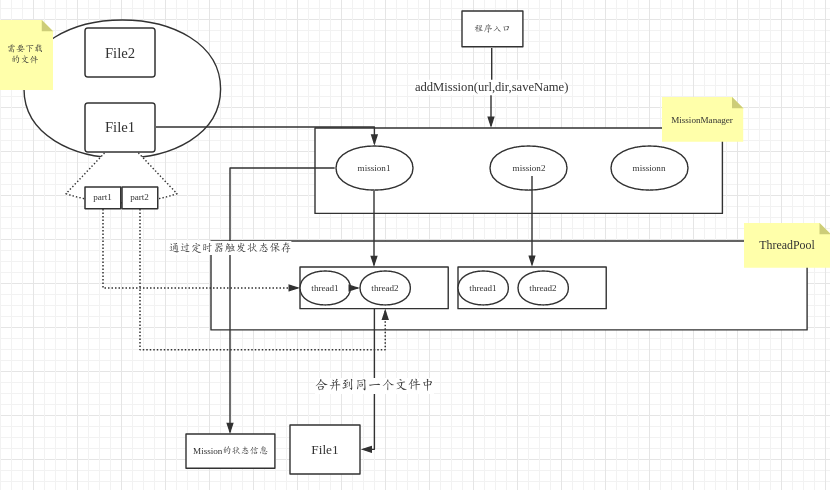 需要下载
的文件
File2
File1
part1
part2
程序入口
addMission(url,dir,saveName)
MissionManager
mission1
mission2
missionn
通过定时器触发状态保存
ThreadPool
thread1
thread2
thread1
thread2
合并到同一个文件中
Mission的状态信息
File1